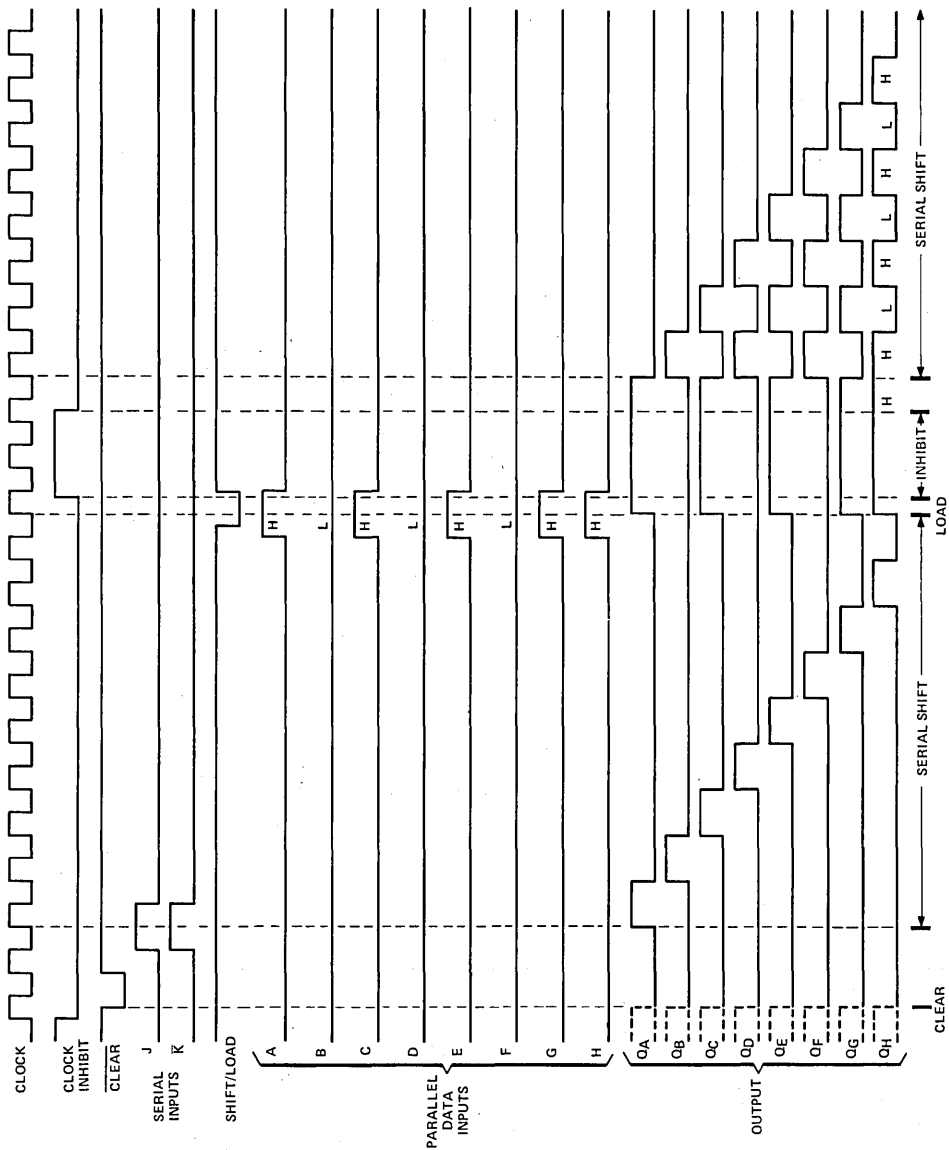 CLOCK
CLOCK
INHIBIT
C̅L̅E̅A̅R̅
SERIAL
INPUTS
J
K̅
SHIFT/LOAD
PARALLEL
DATA
INPUTS
A H
B L
C H
D L
E H
F L
G H
H H
OUTPUT
QA
QB
QC
QD
QE
QF
QG
QH H H L H L H L H
SERIAL SHIFT INHIBIT SERIAL SHIFT
CLEAR LOAD